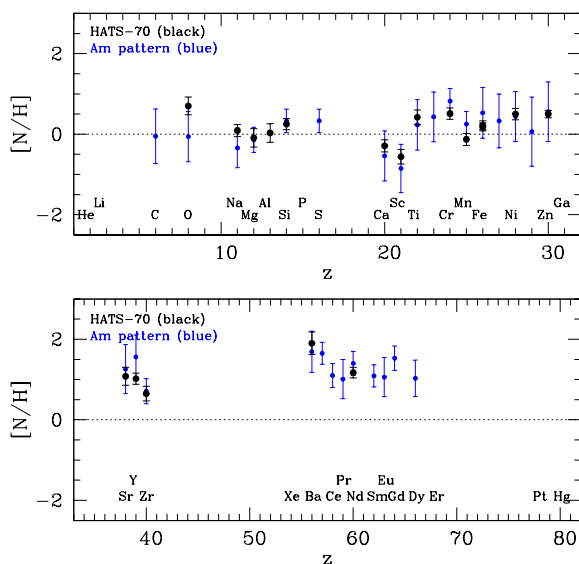 HATS-70 (black)
Am pattern (blue)
[N/H]
2
0
−2
Li Na Al P Sc Mn Ga
He C O Mg Si S Ca Ti Cr Fe Ni Zn
10 20 30
z
HATS-70 (black)
Am pattern (blue)
[N/H]
2
0
−2
Y Pr Eu
Sr Zr Xe Ba Ce Nd Sm Gd Dy Er Pt Hg
40 50 60 70 80
z